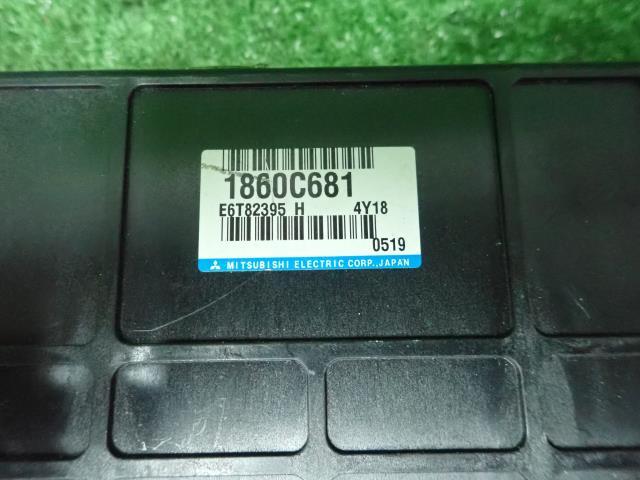 1860C681
E6T82395 H 4Y18
0519
MITSUBISHI ELECTRIC CORP.,JAPAN